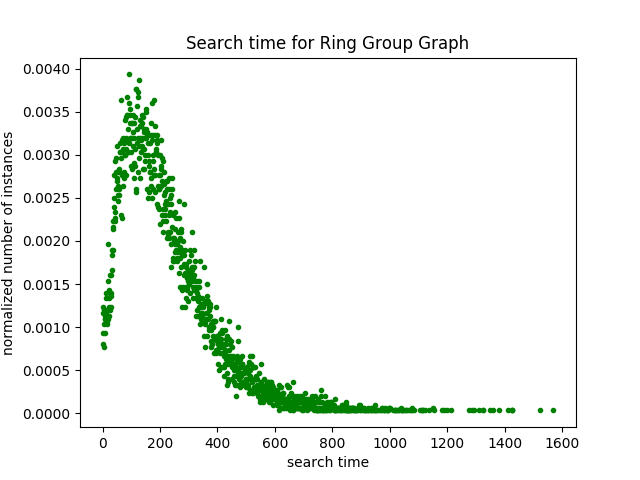 Search time for Ring Group Graph
normalized number of instances
0.0040
0.0035
0.0030
0.0025
0.0020
0.0015
0.0010
0.0005
0.0000
0 200 400 600 800 1000 1200 1400 1600
search time